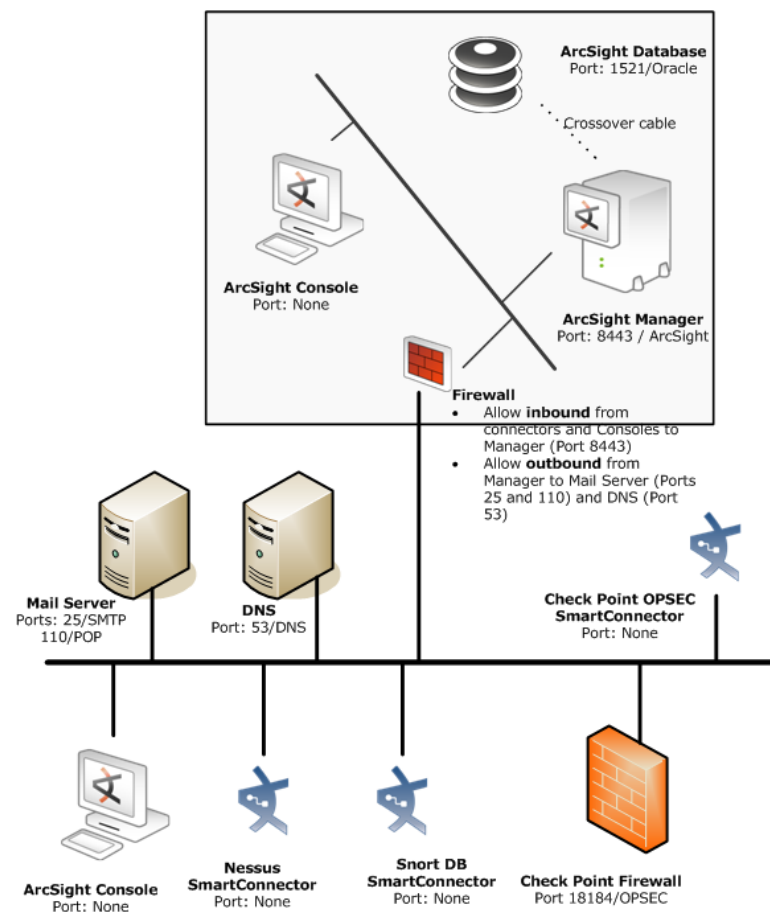 ArcSight Database
Port: 1521/Oracle
Crossover cable
ArcSight Console
Port: None
ArcSight Manager
Port: 8443 / ArcSight
Firewall
• Allow inbound from
connectors and Consoles to
Manager (Port 8443)
• Allow outbound from
Manager to Mail Server (Ports
25 and 110) and DNS (Port
53)
Mail Server
Ports: 25/SMTP
110/POP
DNS
Port: 53/DNS
Check Point OPSEC
SmartConnector
Port: None
ArcSight Console
Port: None
Nessus
SmartConnector
Port: None
Snort DB
SmartConnector
Port: None
Check Point Firewall
Port 18184/OPSEC